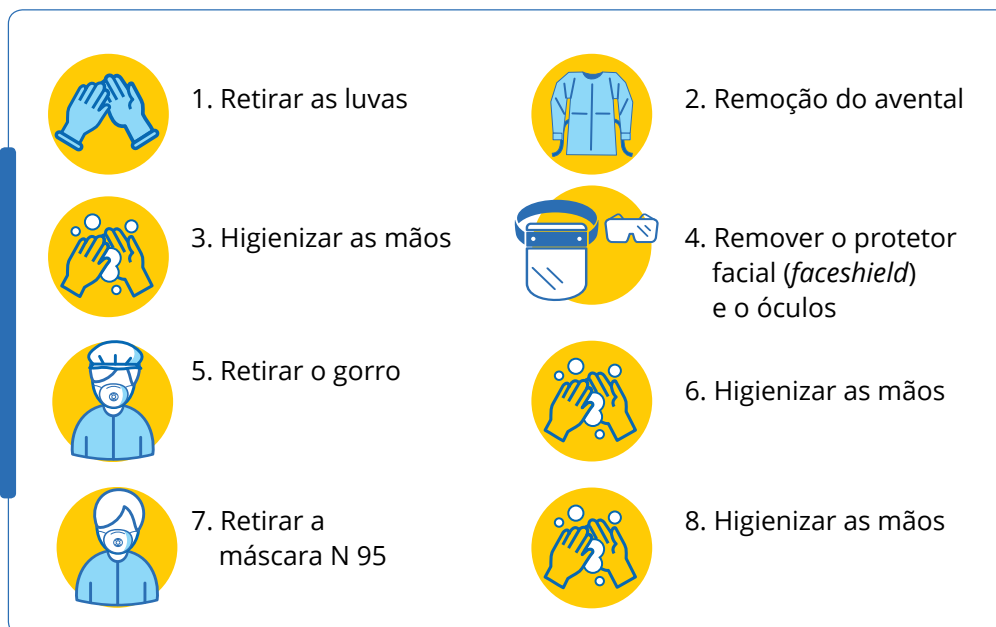 1. Retirar as luvas
2. Remoção do avental
3. Higienizar as mãos
4. Remover o protetor
facial (faceshield)
e o óculos
5. Retirar o gorro
6. Higienizar as mãos
7. Retirar a
máscara N 95
8. Higienizar as mãos